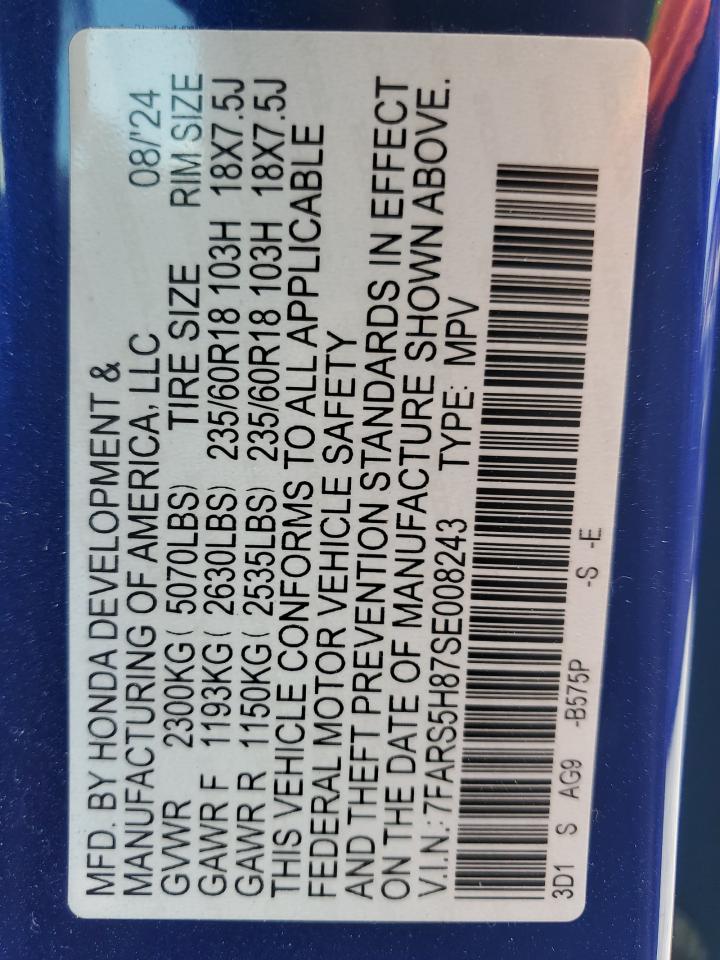 MFD. BY HONDA DEVELOPMENT &
MANUFACTURING OF AMERICA, LLC 08/'24
GVWR 2300KG( 5070LBS) TIRE SIZE RIM SIZE
GAWR F 1193KG( 2630LBS) 235/60R18 103H 18X7.5J
GAWR R 1150KG( 2535LBS) 235/60R18 103H 18X7.5J
THIS VEHICLE CONFORMS TO ALL APPLICABLE
FEDERAL MOTOR VEHICLE SAFETY
AND THEFT PREVENTION STANDARDS IN EFFECT
ON THE DATE OF MANUFACTURE SHOWN ABOVE.
V.I.N.: 7FARS5H87SE008243 TYPE: MPV
3D1 S AG9 -B575P -S -E